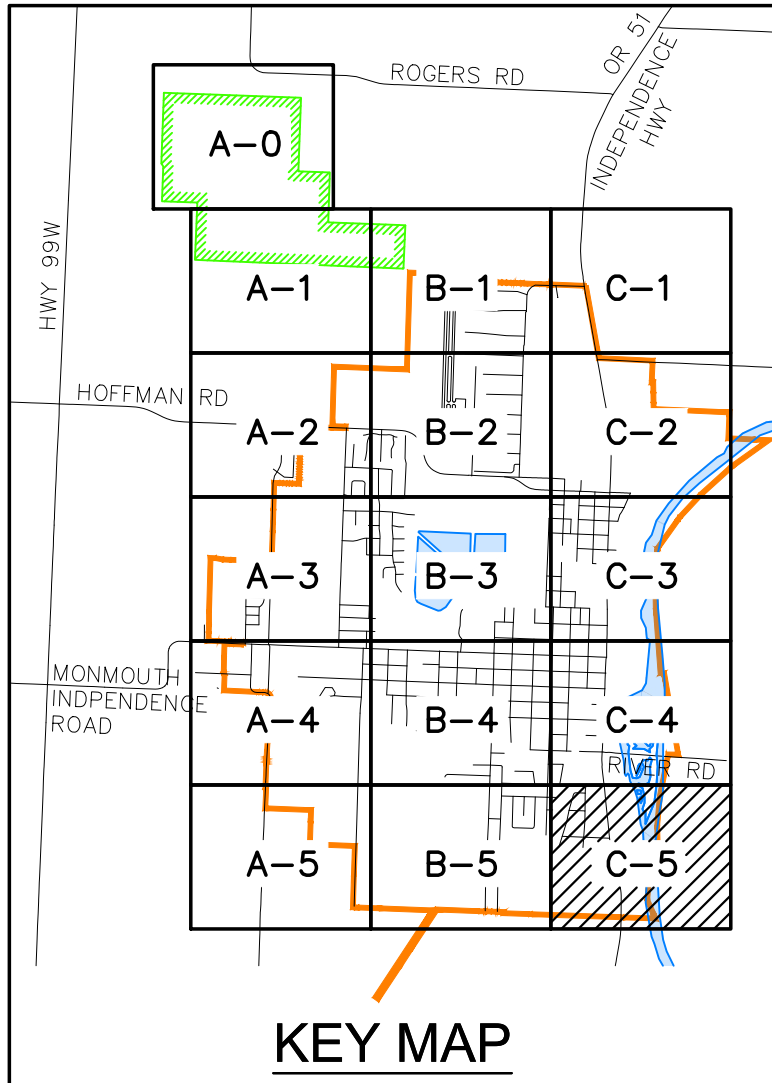 ROGERS RD
OR 51
INDEPENDENCE
HWY
A-0
HWY 99W
A-1
B-1
C-1
HOFFMAN RD
A-2
B-2
C-2
A-3
B-3
C-3
MONMOUTH
INDPENDENCE
ROAD
A-4
B-4
C-4
RIVER RD
A-5
B-5
C-5
KEY MAP